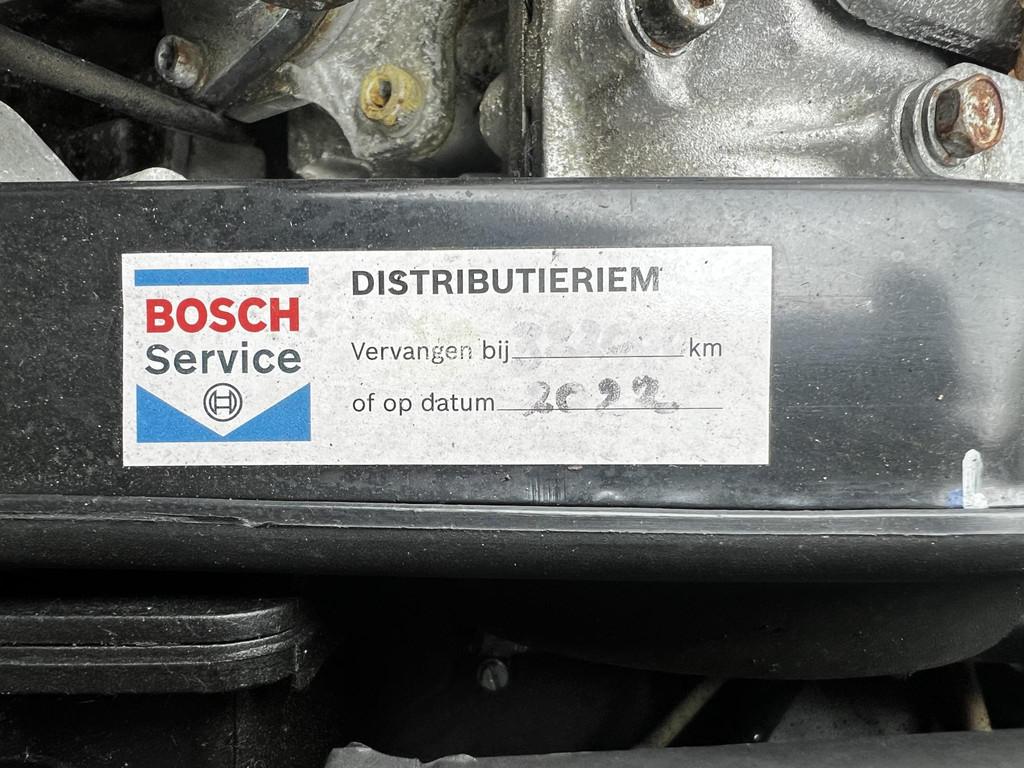 BOSCH
Service
DISTRIBUTIERIEM
Vervangen bij km
of op datum 2022